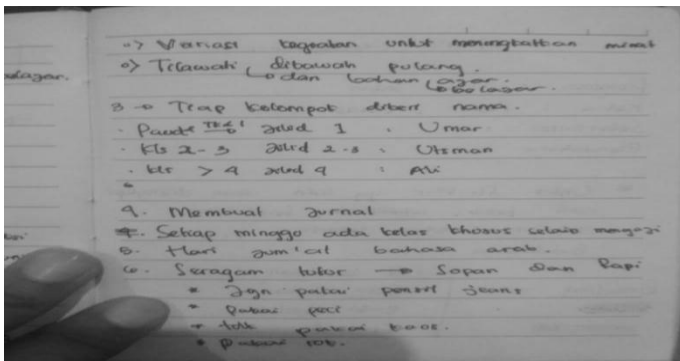 o> Variasi kegiatan untuk meningkatkan minat
belajar.
o> Tilawati, dibawah pulang.
dan bahan ajar.
belajar.
3 → Tiap kelompok diberi nama.
. Paud TK & 1 Jilid 1 : Umar
. kls 2-3 Jilid 2-3 : Utsman
. kls > 4 Jilid 4 : Ali
4. Membuat Jurnal
Setiap minggu ada kelas khusus selain mengaji
5. Hari Jum'at bahasa arab.
6. Seragam tutor → Sopan dan Rapi
* Jgn pakai pensil jeans
* Pakai peci
* tdk pakai kaos.
* Pakai rok.